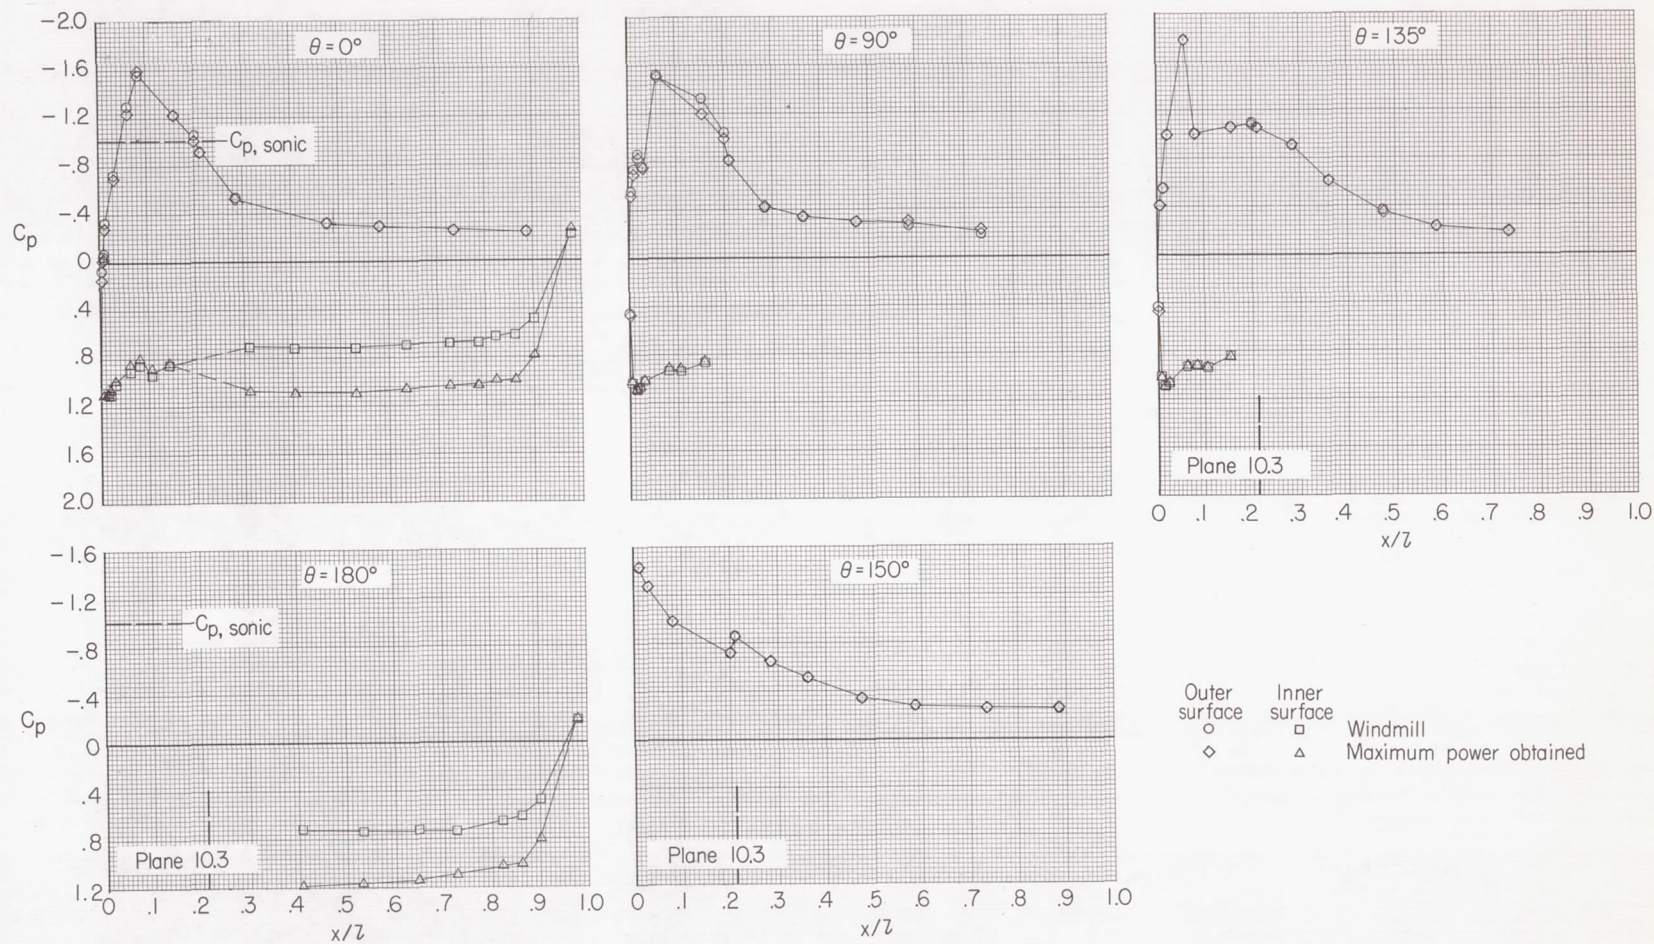 −2.0
−1.6
−1.2
−.8
−.4
0
.4
.8
1.2
1.6
2.0
Cp
θ = 0°
Cp, sonic
θ = 90°
θ = 135°
Plane 10.3
0 .1 .2 .3 .4 .5 .6 .7 .8 .9 1.0
x/l
−1.6
−1.2
−.8
−.4
0
.4
.8
1.2
Cp
θ = 180°
Cp, sonic
Plane 10.3
0 .1 .2 .3 .4 .5 .6 .7 .8 .9 1.0
x/l
θ = 150°
Plane 10.3
0 .1 .2 .3 .4 .5 .6 .7 .8 .9 1.0
x/l
Outer surface
Inner surface
Windmill
Maximum power obtained